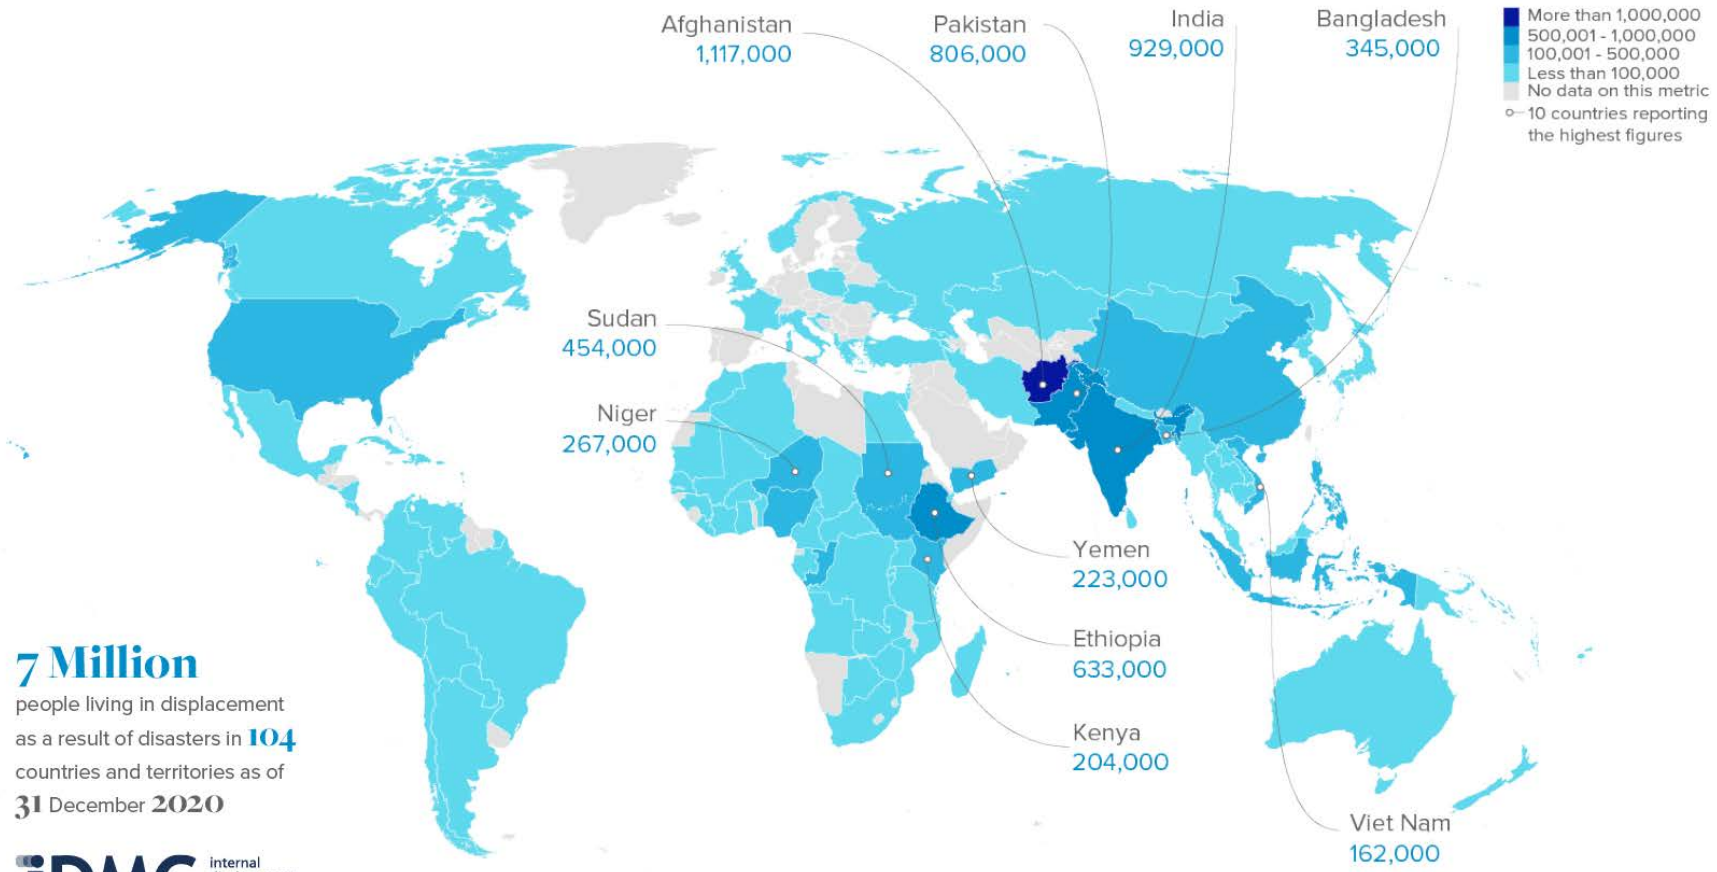 Afghanistan
1,117,000
Pakistan
806,000
India
929,000
Bangladesh
345,000
More than 1,000,000
500,001 - 1,000,000
100,001 - 500,000
Less than 100,000
No data on this metric
10 countries reporting
the highest figures
Sudan
454,000
Niger
267,000
Yemen
223,000
Ethiopia
633,000
Kenya
204,000
Viet Nam
162,000
7 Million
people living in displacement
as a result of disasters in 104
countries and territories as of
31 December 2020
iDMC internal